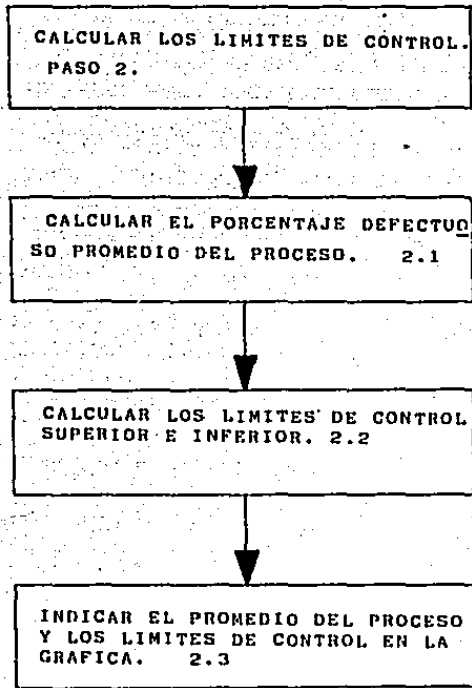 CALCULAR LOS LIMITES DE CONTROL.
PASO 2.
CALCULAR EL PORCENTAJE DEFECTUO
SO PROMEDIO DEL PROCESO. 2.1
CALCULAR LOS LIMITES DE CONTROL
SUPERIOR E INFERIOR. 2.2
INDICAR EL PROMEDIO DEL PROCESO
Y LOS LIMITES DE CONTROL EN LA
GRAFICA. 2.3